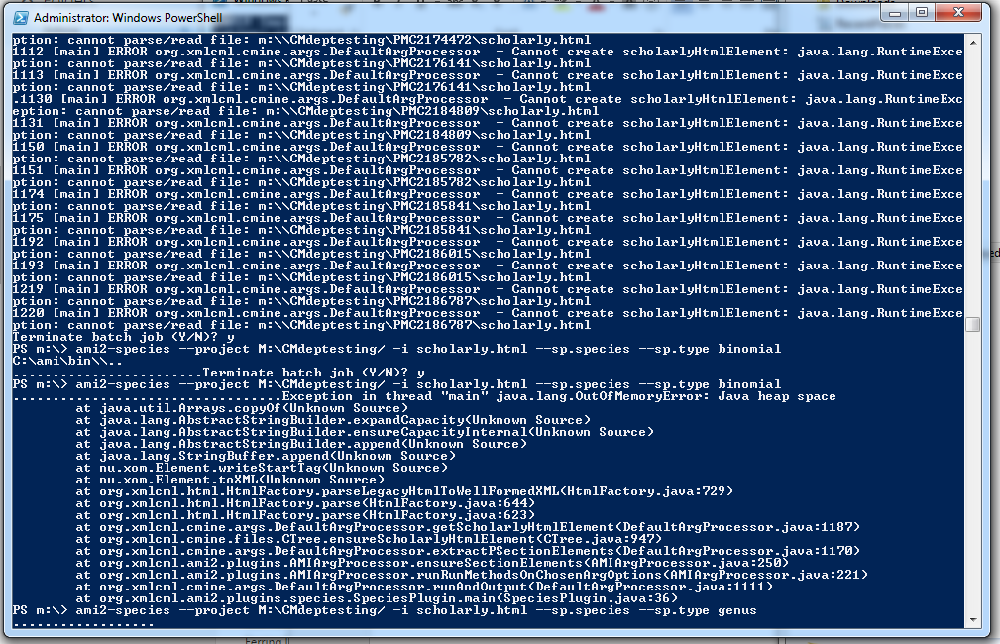 Administrator: Windows PowerShell
ption: cannot parse/read file: m:\\CMdeptesting\PMC2174472\scholarly.html
1112 [main] ERROR org.xmlcml.cmine.args.DefaultArgProcessor  - Cannot create scholarlyHtmlElement: java.lang.RuntimeExce
ption: cannot parse/read file: m:\\CMdeptesting\PMC2176141\scholarly.html
1113 [main] ERROR org.xmlcml.cmine.args.DefaultArgProcessor  - Cannot create scholarlyHtmlElement: java.lang.RuntimeExce
ption: cannot parse/read file: m:\\CMdeptesting\PMC2176141\scholarly.html
.1130 [main] ERROR org.xmlcml.cmine.args.DefaultArgProcessor  - Cannot create scholarlyHtmlElement: java.lang.RuntimeExc
eption: cannot parse/read file: m:\\CMdeptesting\PMC2184809\scholarly.html
1131 [main] ERROR org.xmlcml.cmine.args.DefaultArgProcessor  - Cannot create scholarlyHtmlElement: java.lang.RuntimeExce
ption: cannot parse/read file: m:\\CMdeptesting\PMC2184809\scholarly.html
1150 [main] ERROR org.xmlcml.cmine.args.DefaultArgProcessor  - Cannot create scholarlyHtmlElement: java.lang.RuntimeExce
ption: cannot parse/read file: m:\\CMdeptesting\PMC2185782\scholarly.html
1151 [main] ERROR org.xmlcml.cmine.args.DefaultArgProcessor  - Cannot create scholarlyHtmlElement: java.lang.RuntimeExce
ption: cannot parse/read file: m:\\CMdeptesting\PMC2185782\scholarly.html
1174 [main] ERROR org.xmlcml.cmine.args.DefaultArgProcessor  - Cannot create scholarlyHtmlElement: java.lang.RuntimeExce
ption: cannot parse/read file: m:\\CMdeptesting\PMC2185841\scholarly.html
1175 [main] ERROR org.xmlcml.cmine.args.DefaultArgProcessor  - Cannot create scholarlyHtmlElement: java.lang.RuntimeExce
ption: cannot parse/read file: m:\\CMdeptesting\PMC2185841\scholarly.html
1192 [main] ERROR org.xmlcml.cmine.args.DefaultArgProcessor  - Cannot create scholarlyHtmlElement: java.lang.RuntimeExce
ption: cannot parse/read file: m:\\CMdeptesting\PMC2186015\scholarly.html
1193 [main] ERROR org.xmlcml.cmine.args.DefaultArgProcessor  - Cannot create scholarlyHtmlElement: java.lang.RuntimeExce
ption: cannot parse/read file: m:\\CMdeptesting\PMC2186015\scholarly.html
1219 [main] ERROR org.xmlcml.cmine.args.DefaultArgProcessor  - Cannot create scholarlyHtmlElement: java.lang.RuntimeExce
ption: cannot parse/read file: m:\\CMdeptesting\PMC2186787\scholarly.html
1220 [main] ERROR org.xmlcml.cmine.args.DefaultArgProcessor  - Cannot create scholarlyHtmlElement: java.lang.RuntimeExce
ption: cannot parse/read file: m:\\CMdeptesting\PMC2186787\scholarly.html
Terminate batch job (Y/N)? y
PS m:\> ami2-species --project M:\CMdeptesting/ -i scholarly.html --sp.species --sp.type binomial
C:\ami\bin\\..
........................Terminate batch job (Y/N)? y
PS m:\> ami2-species --project M:\CMdeptesting/ -i scholarly.html --sp.species --sp.type binomial
..................................Exception in thread "main" java.lang.OutOfMemoryError: Java heap space
        at java.util.Arrays.copyOf(Unknown Source)
        at java.lang.AbstractStringBuilder.expandCapacity(Unknown Source)
        at java.lang.AbstractStringBuilder.ensureCapacityInternal(Unknown Source)
        at java.lang.AbstractStringBuilder.append(Unknown Source)
        at java.lang.StringBuffer.append(Unknown Source)
        at nu.xom.Element.writeStartTag(Unknown Source)
        at nu.xom.Element.toXML(Unknown Source)
        at org.xmlcml.html.HtmlFactory.parseLegacyHtmlToWellFormedXML(HtmlFactory.java:729)
        at org.xmlcml.html.HtmlFactory.parse(HtmlFactory.java:644)
        at org.xmlcml.html.HtmlFactory.parse(HtmlFactory.java:623)
        at org.xmlcml.cmine.args.DefaultArgProcessor.getScholarlyHtmlElement(DefaultArgProcessor.java:1187)
        at org.xmlcml.cmine.files.CTree.ensureScholarlyHtmlElement(CTree.java:947)
        at org.xmlcml.cmine.args.DefaultArgProcessor.extractPSectionElements(DefaultArgProcessor.java:1170)
        at org.xmlcml.ami2.plugins.AMIArgProcessor.ensureSectionElements(AMIArgProcessor.java:250)
        at org.xmlcml.ami2.plugins.AMIArgProcessor.runRunMethodsOnChosenArgOptions(AMIArgProcessor.java:221)
        at org.xmlcml.cmine.args.DefaultArgProcessor.runAndOutput(DefaultArgProcessor.java:1111)
        at org.xmlcml.ami2.plugins.species.SpeciesPlugin.main(SpeciesPlugin.java:36)
PS m:\> ami2-species --project M:\CMdeptesting/ -i scholarly.html --sp.species --sp.type genus
..................